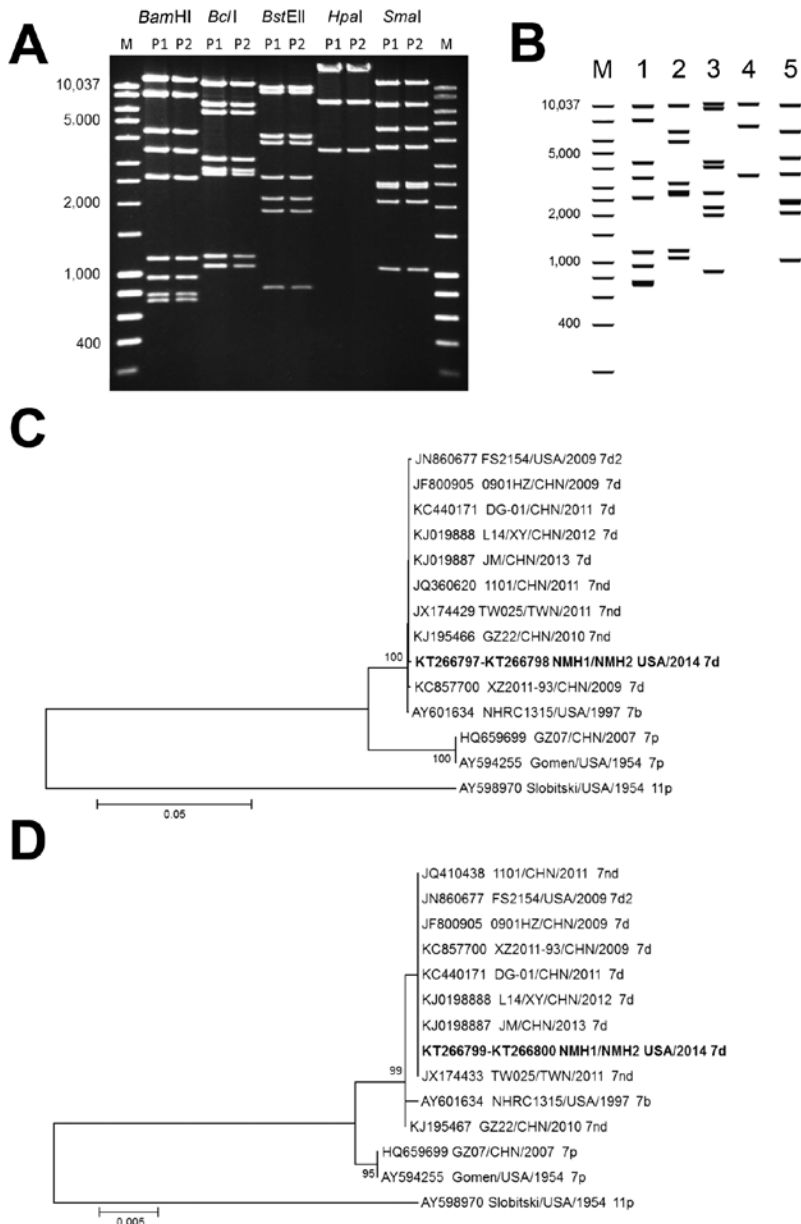 A
BamHI BclI BstEII HpaI SmaI
M P1 P2 P1 P2 P1 P2 P1 P2 P1 P2 M
10,037
5,000
2,000
1,000
400
B
M 1 2 3 4 5
10,037
5,000
2,000
1,000
400
C
JN860677 FS2154/USA/2009 7d2
JF800905 0901HZ/CHN/2009 7d
KC440171 DG-01/CHN/2011 7d
KJ019888 L14/XY/CHN/2012 7d
KJ019887 JM/CHN/2013 7d
JQ360620 1101/CHN/2011 7nd
JX174429 TW025/TWN/2011 7nd
KJ195466 GZ22/CHN/2010 7nd
100
KT266797-KT266798 NMH1/NMH2 USA/2014 7d
KC857700 XZ2011-93/CHN/2009 7d
AY601634 NHRC1315/USA/1997 7b
HQ659699 GZ07/CHN/2007 7p
100
AY594255 Gomen/USA/1954 7p
AY598970 Slobitski/USA/1954 11p
0.05
D
JQ410438 1101/CHN/2011 7nd
JN860677 FS2154/USA/2009 7d2
JF800905 0901HZ/CHN/2009 7d
KC857700 XZ2011-93/CHN/2009 7d
KC440171 DG-01/CHN/2011 7d
KJ0198888 L14/XY/CHN/2012 7d
KJ0198887 JM/CHN/2013 7d
KT266799-KT266800 NMH1/NMH2 USA/2014 7d
99
JX174433 TW025/TWN/2011 7nd
AY601634 NHRC1315/USA/1997 7b
KJ195467 GZ22/CHN/2010 7nd
HQ659699 GZ07/CHN/2007 7p
95
AY594255 Gomen/USA/1954 7p
AY598970 Slobitski/USA/1954 11p
0.005